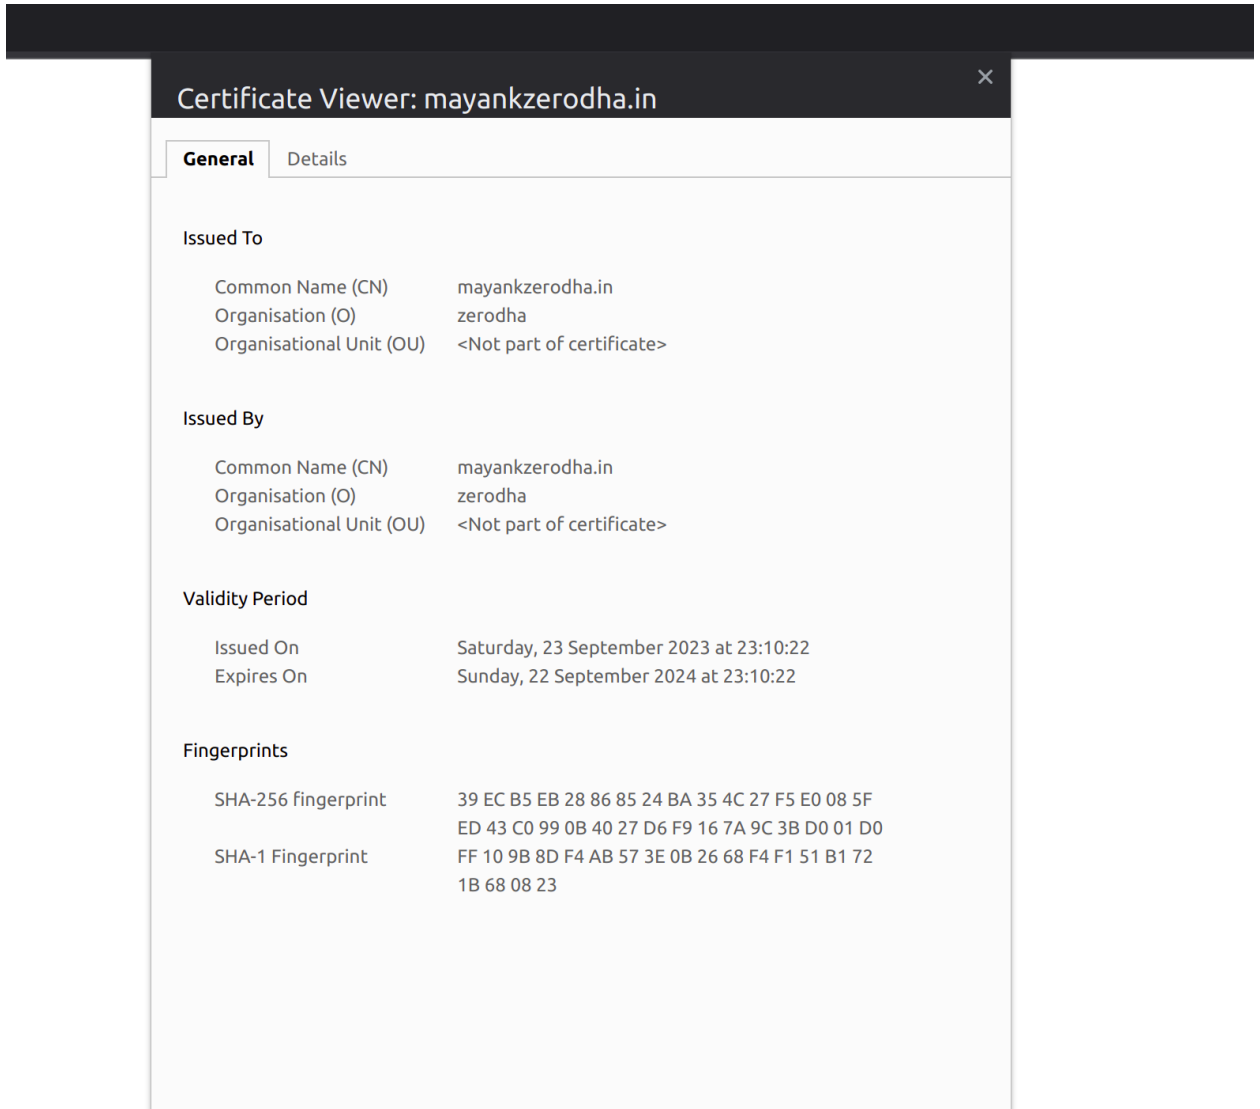 Certificate Viewer: mayankzerodha.in
General Details
Issued To
Common Name (CN) mayankzerodha.in
Organisation (O) zerodha
Organisational Unit (OU) <Not part of certificate>
Issued By
Common Name (CN) mayankzerodha.in
Organisation (O) zerodha
Organisational Unit (OU) <Not part of certificate>
Validity Period
Issued On Saturday, 23 September 2023 at 23:10:22
Expires On Sunday, 22 September 2024 at 23:10:22
Fingerprints
SHA-256 fingerprint 39 EC B5 EB 28 86 85 24 BA 35 4C 27 F5 E0 08 5F
ED 43 C0 99 0B 40 27 D6 F9 16 7A 9C 3B D0 01 D0
SHA-1 Fingerprint FF 10 9B 8D F4 AB 57 3E 0B 26 68 F4 F1 51 B1 72
1B 68 08 23